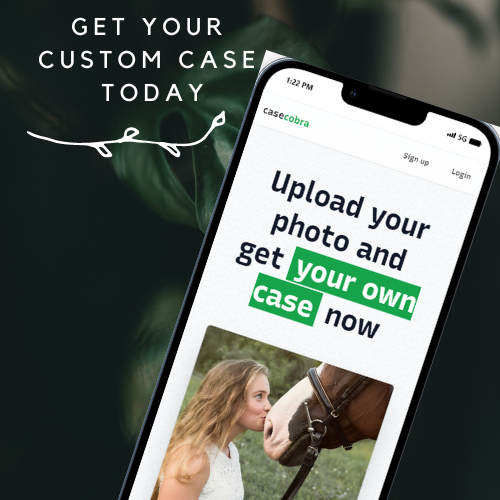 GET YOUR
CUSTOM CASE
TODAY
1:22 PM
5G
casecobra
Sign up
Login
Upload your
photo and
get your own
case now